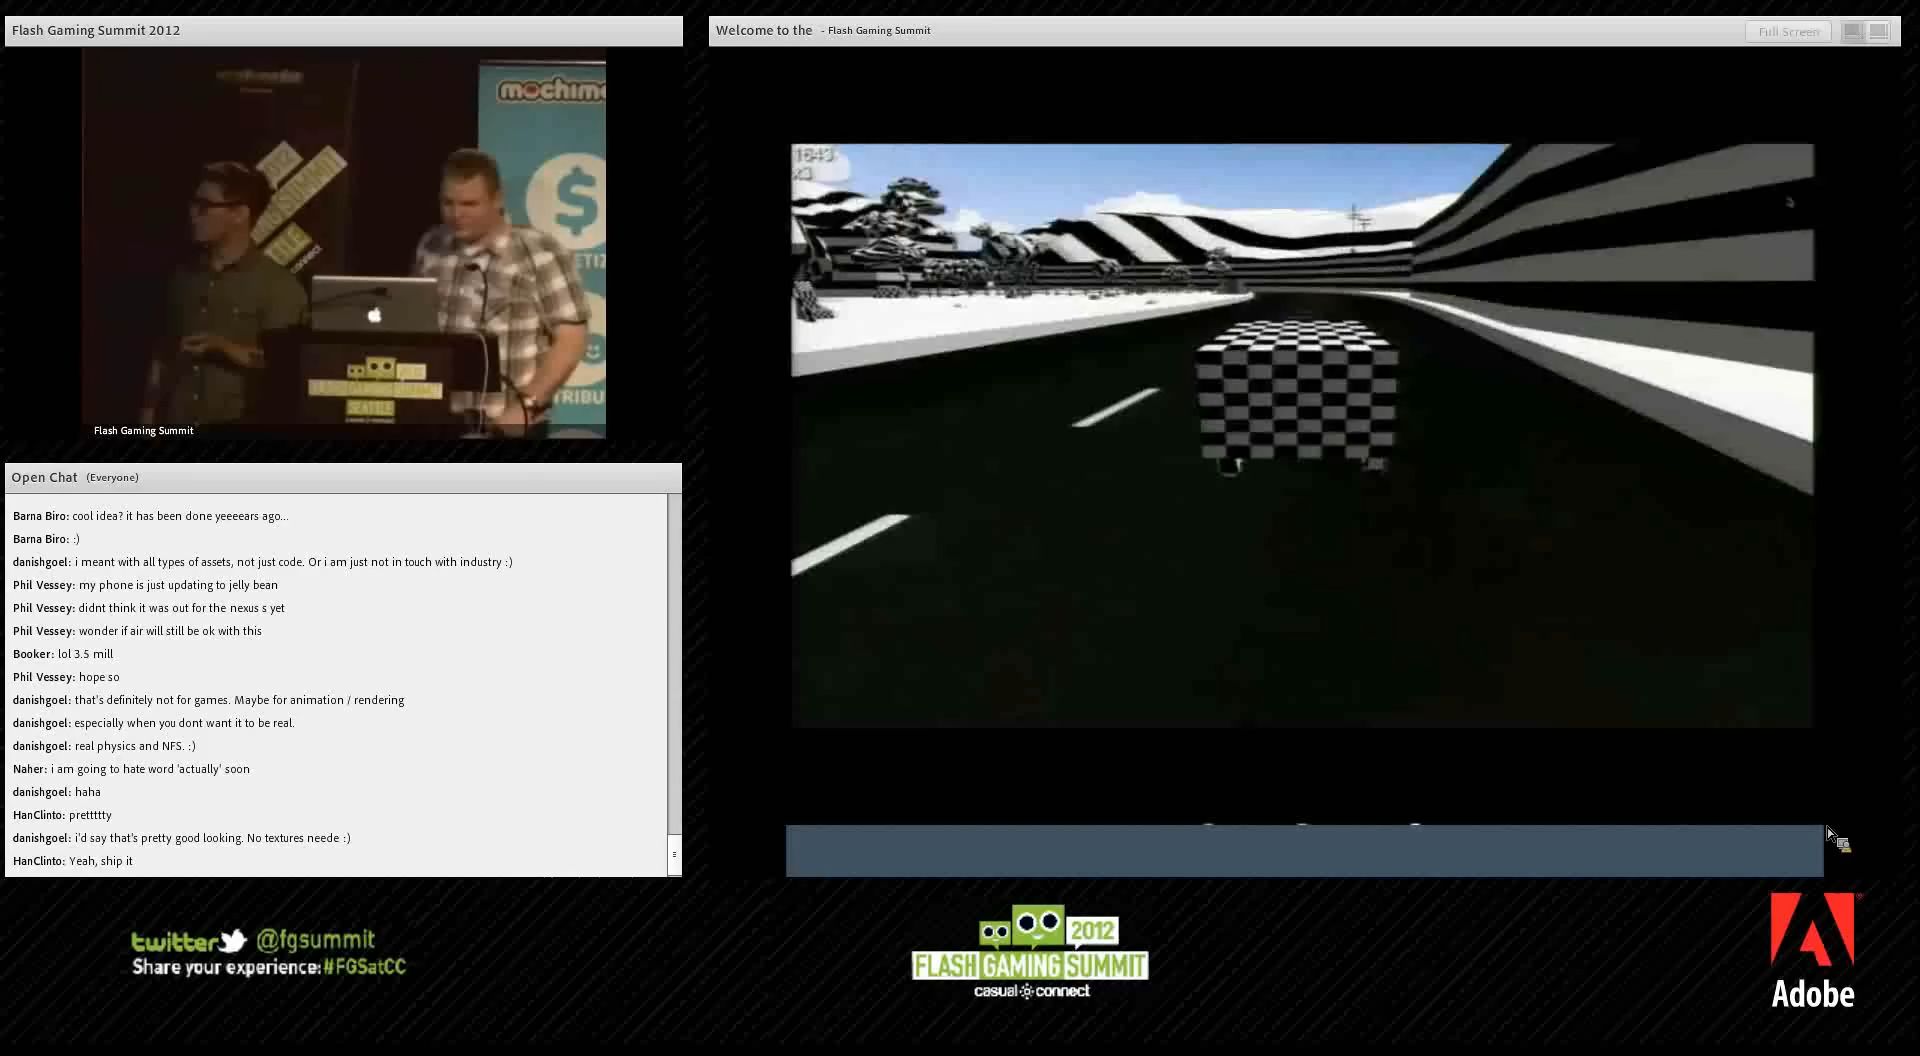 Flash Gaming Summit 2012
mochime
$
ETIZ
TRIBU
2012
SUMMIT
SEATTLE
Flash Gaming Summit
Open Chat (Everyone)
Barna Biro: cool idea? it has been done yeeeears ago...
Barna Biro: :)
danishgoel: i meant with all types of assets, not just code. Or i am just not in touch with industry :)
Phil Vessey: my phone is just updating to jelly bean
Phil Vessey: didnt think it was out for the nexus s yet
Phil Vessey: wonder if air will still be ok with this
Booker: lol 3.5 mill
Phil Vessey: hope so
danishgoel: that's definitely not for games. Maybe for animation / rendering
danishgoel: especially when you dont want it to be real.
danishgoel: real physics and NFS. :)
Naher: i am going to hate word 'actually' soon
danishgoel: haha
HanClinto: prettttty
danishgoel: i'd say that's pretty good looking. No textures neede :)
HanClinto: Yeah, ship it
Welcome to the - Flash Gaming Summit
Full Screen
1643
x3
twitter @fgsummit
Share your experience: #FGSatCC
2012
FLASH GAMING SUMMIT
casual connect
Adobe